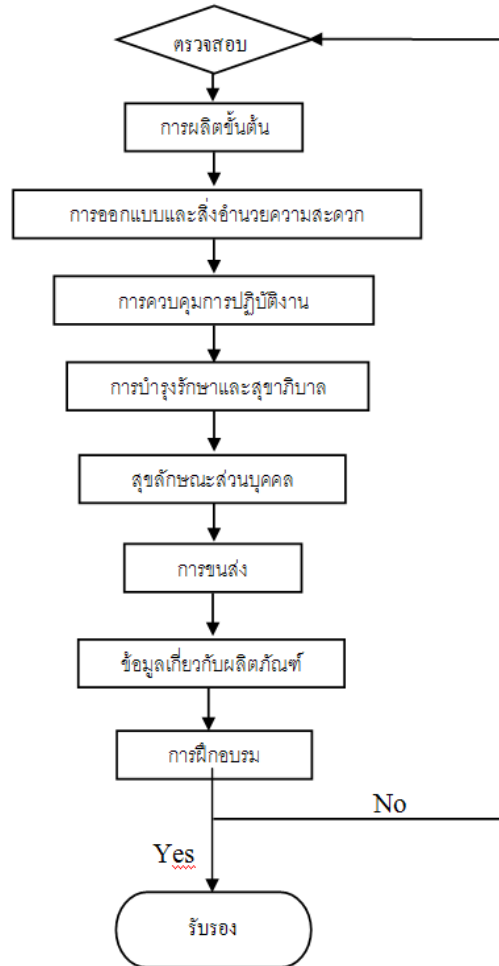 ตรวจสอบ
การผลิตขั้นต้น
การออกแบบและสิ่งอำนวยความสะดวก
การควบคุมการปฏิบัติงาน
การบำรุงรักษาและสุขาภิบาล
สุขลักษณะส่วนบุคคล
การขนส่ง
ข้อมูลเกี่ยวกับผลิตภัณฑ์
การฝึกอบรม
No
Yes
รับรอง